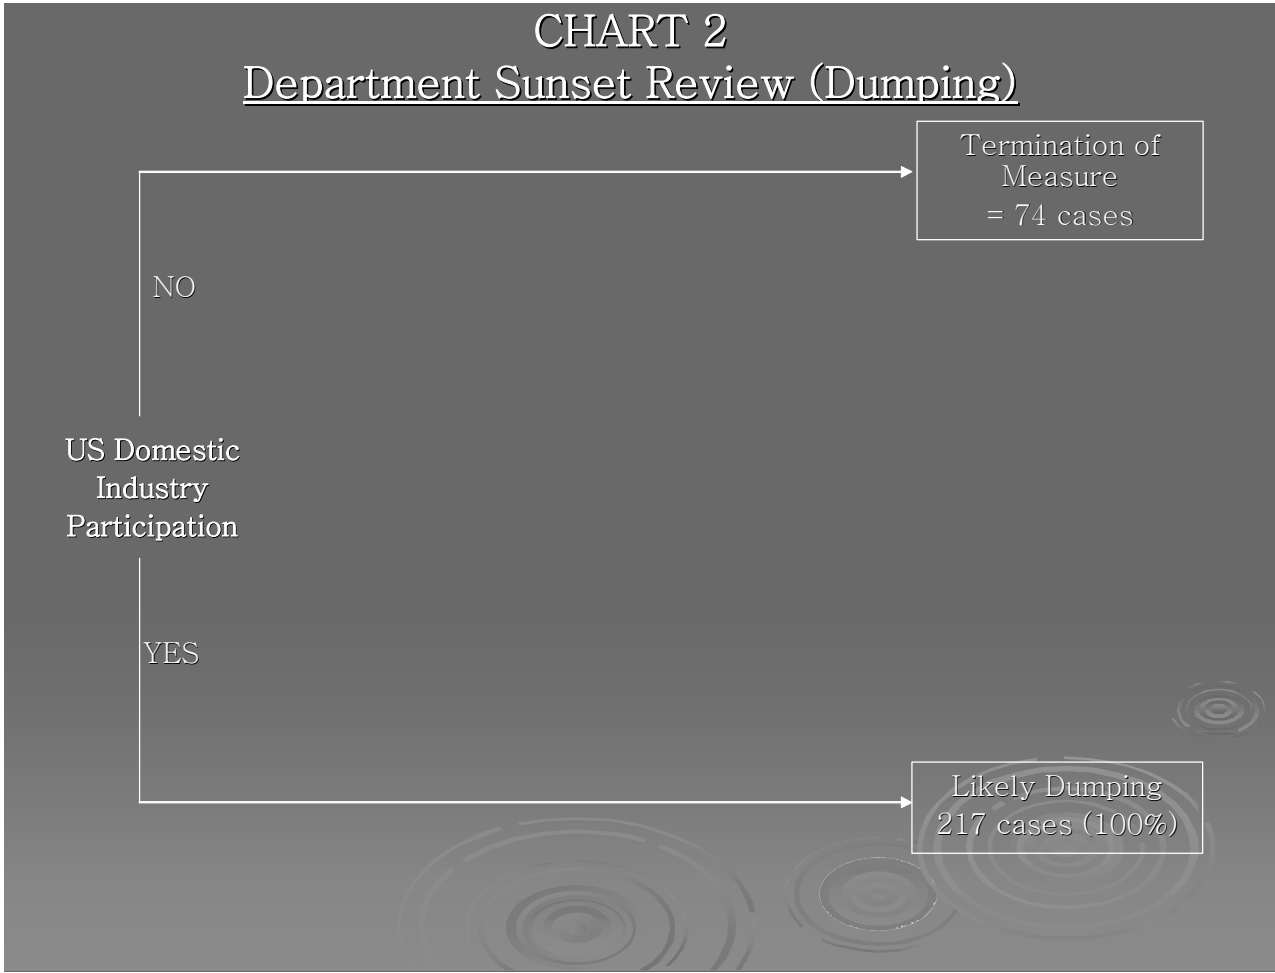 CHART 2
Department Sunset Review (Dumping)
Termination of
Measure
= 74 cases
NO
US Domestic
Industry
Participation
YES
Likely Dumping
217 cases (100%)